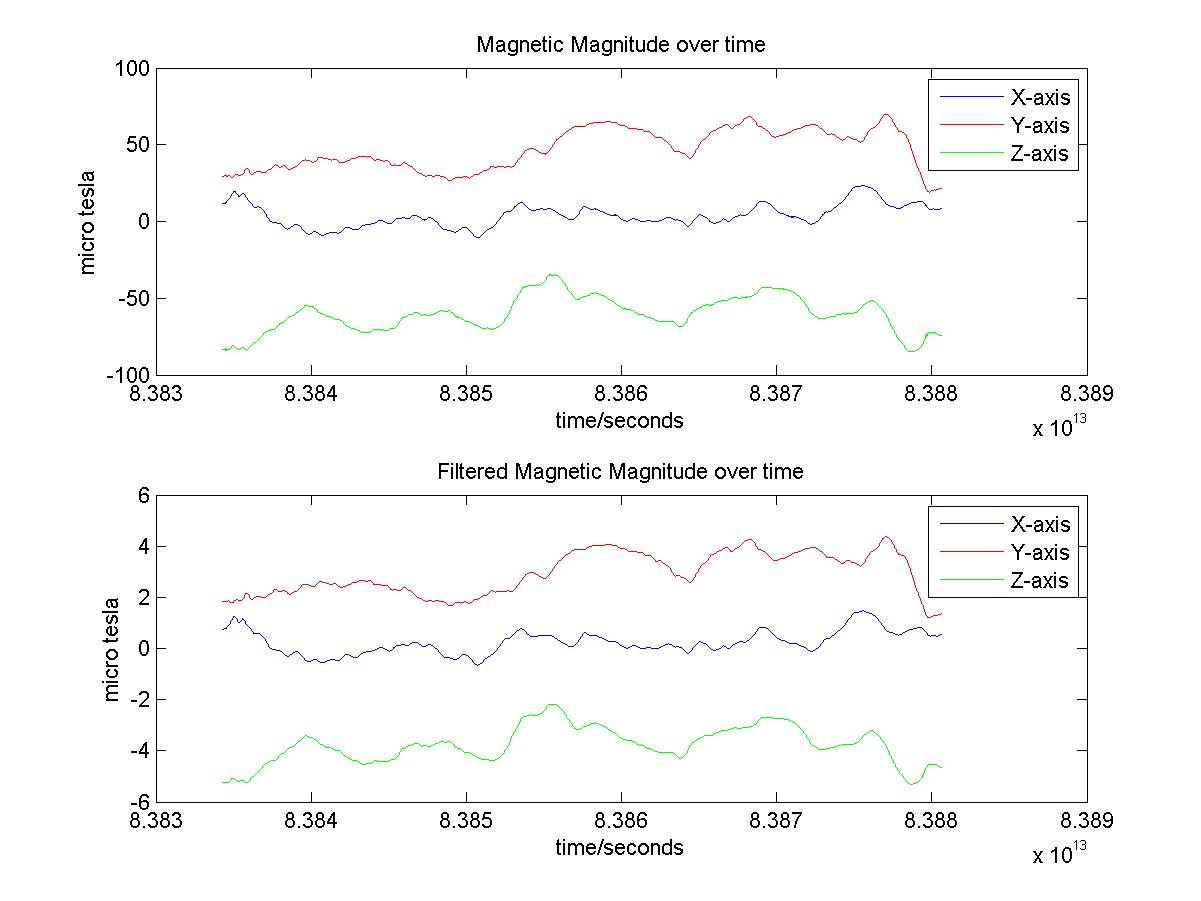 Magnetic Magnitude over time
100
50
0
-50
-100
micro tesla
X-axis
Y-axis
Z-axis
8.383 8.384 8.385 8.386 8.387 8.388 8.389
time/seconds
x 10^13
Filtered Magnetic Magnitude over time
6
4
2
0
-2
-4
-6
micro tesla
X-axis
Y-axis
Z-axis
8.383 8.384 8.385 8.386 8.387 8.388 8.389
time/seconds
x 10^13